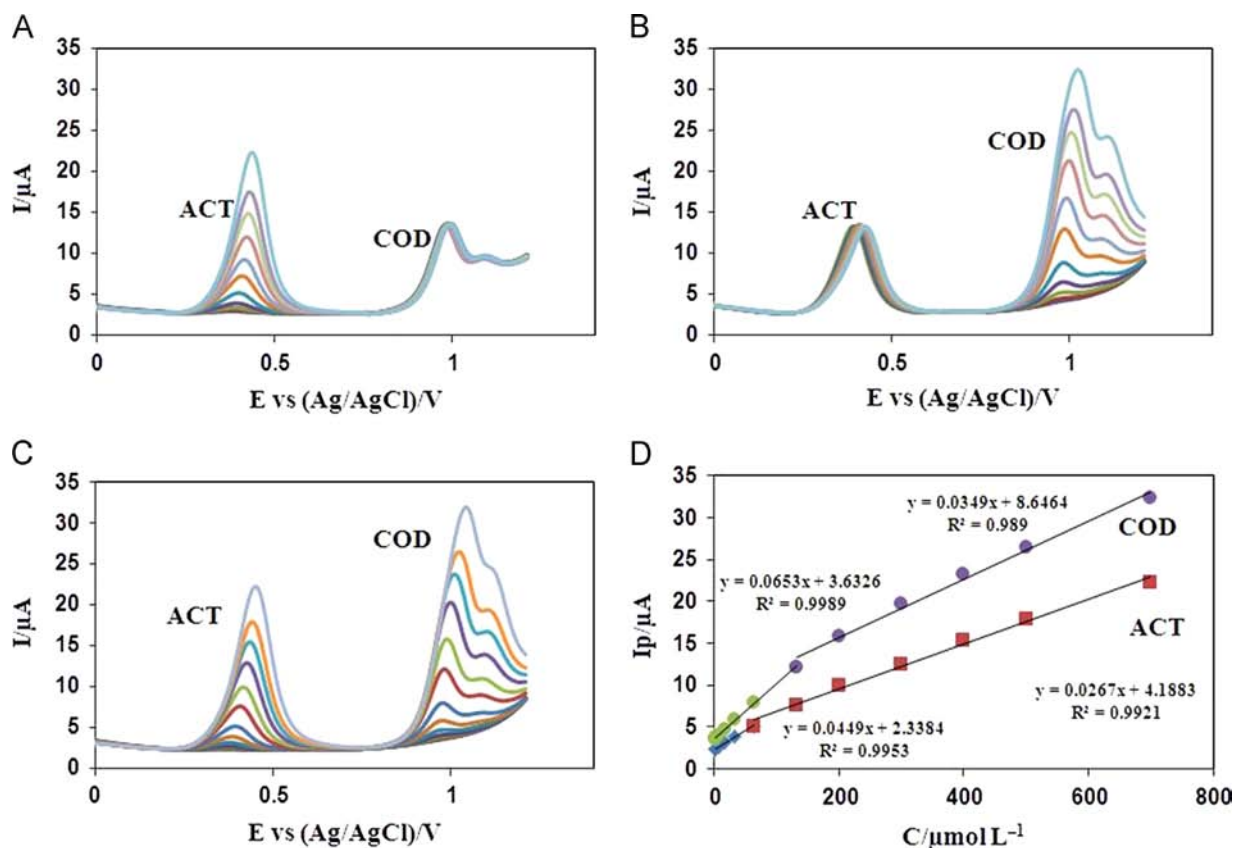 A
35
30
25
20
15
10
5
0
I/µA
ACT
COD
0
0.5
1
E vs (Ag/AgCl)/V
B
35
30
25
20
15
10
5
0
I/µA
ACT
COD
0
0.5
1
E vs (Ag/AgCl)/V
C
35
30
25
20
15
10
5
0
I/µA
ACT
COD
0
0.5
1
E vs (Ag/AgCl)/V
D
35
30
25
20
15
10
5
0
Ip/µA
y = 0.0349x + 8.6464
R² = 0.989
COD
y = 0.0653x + 3.6326
R² = 0.9989
ACT
y = 0.0267x + 4.1883
R² = 0.9921
y = 0.0449x + 2.3384
R² = 0.9953
0
200
400
600
800
C/µmol L⁻¹